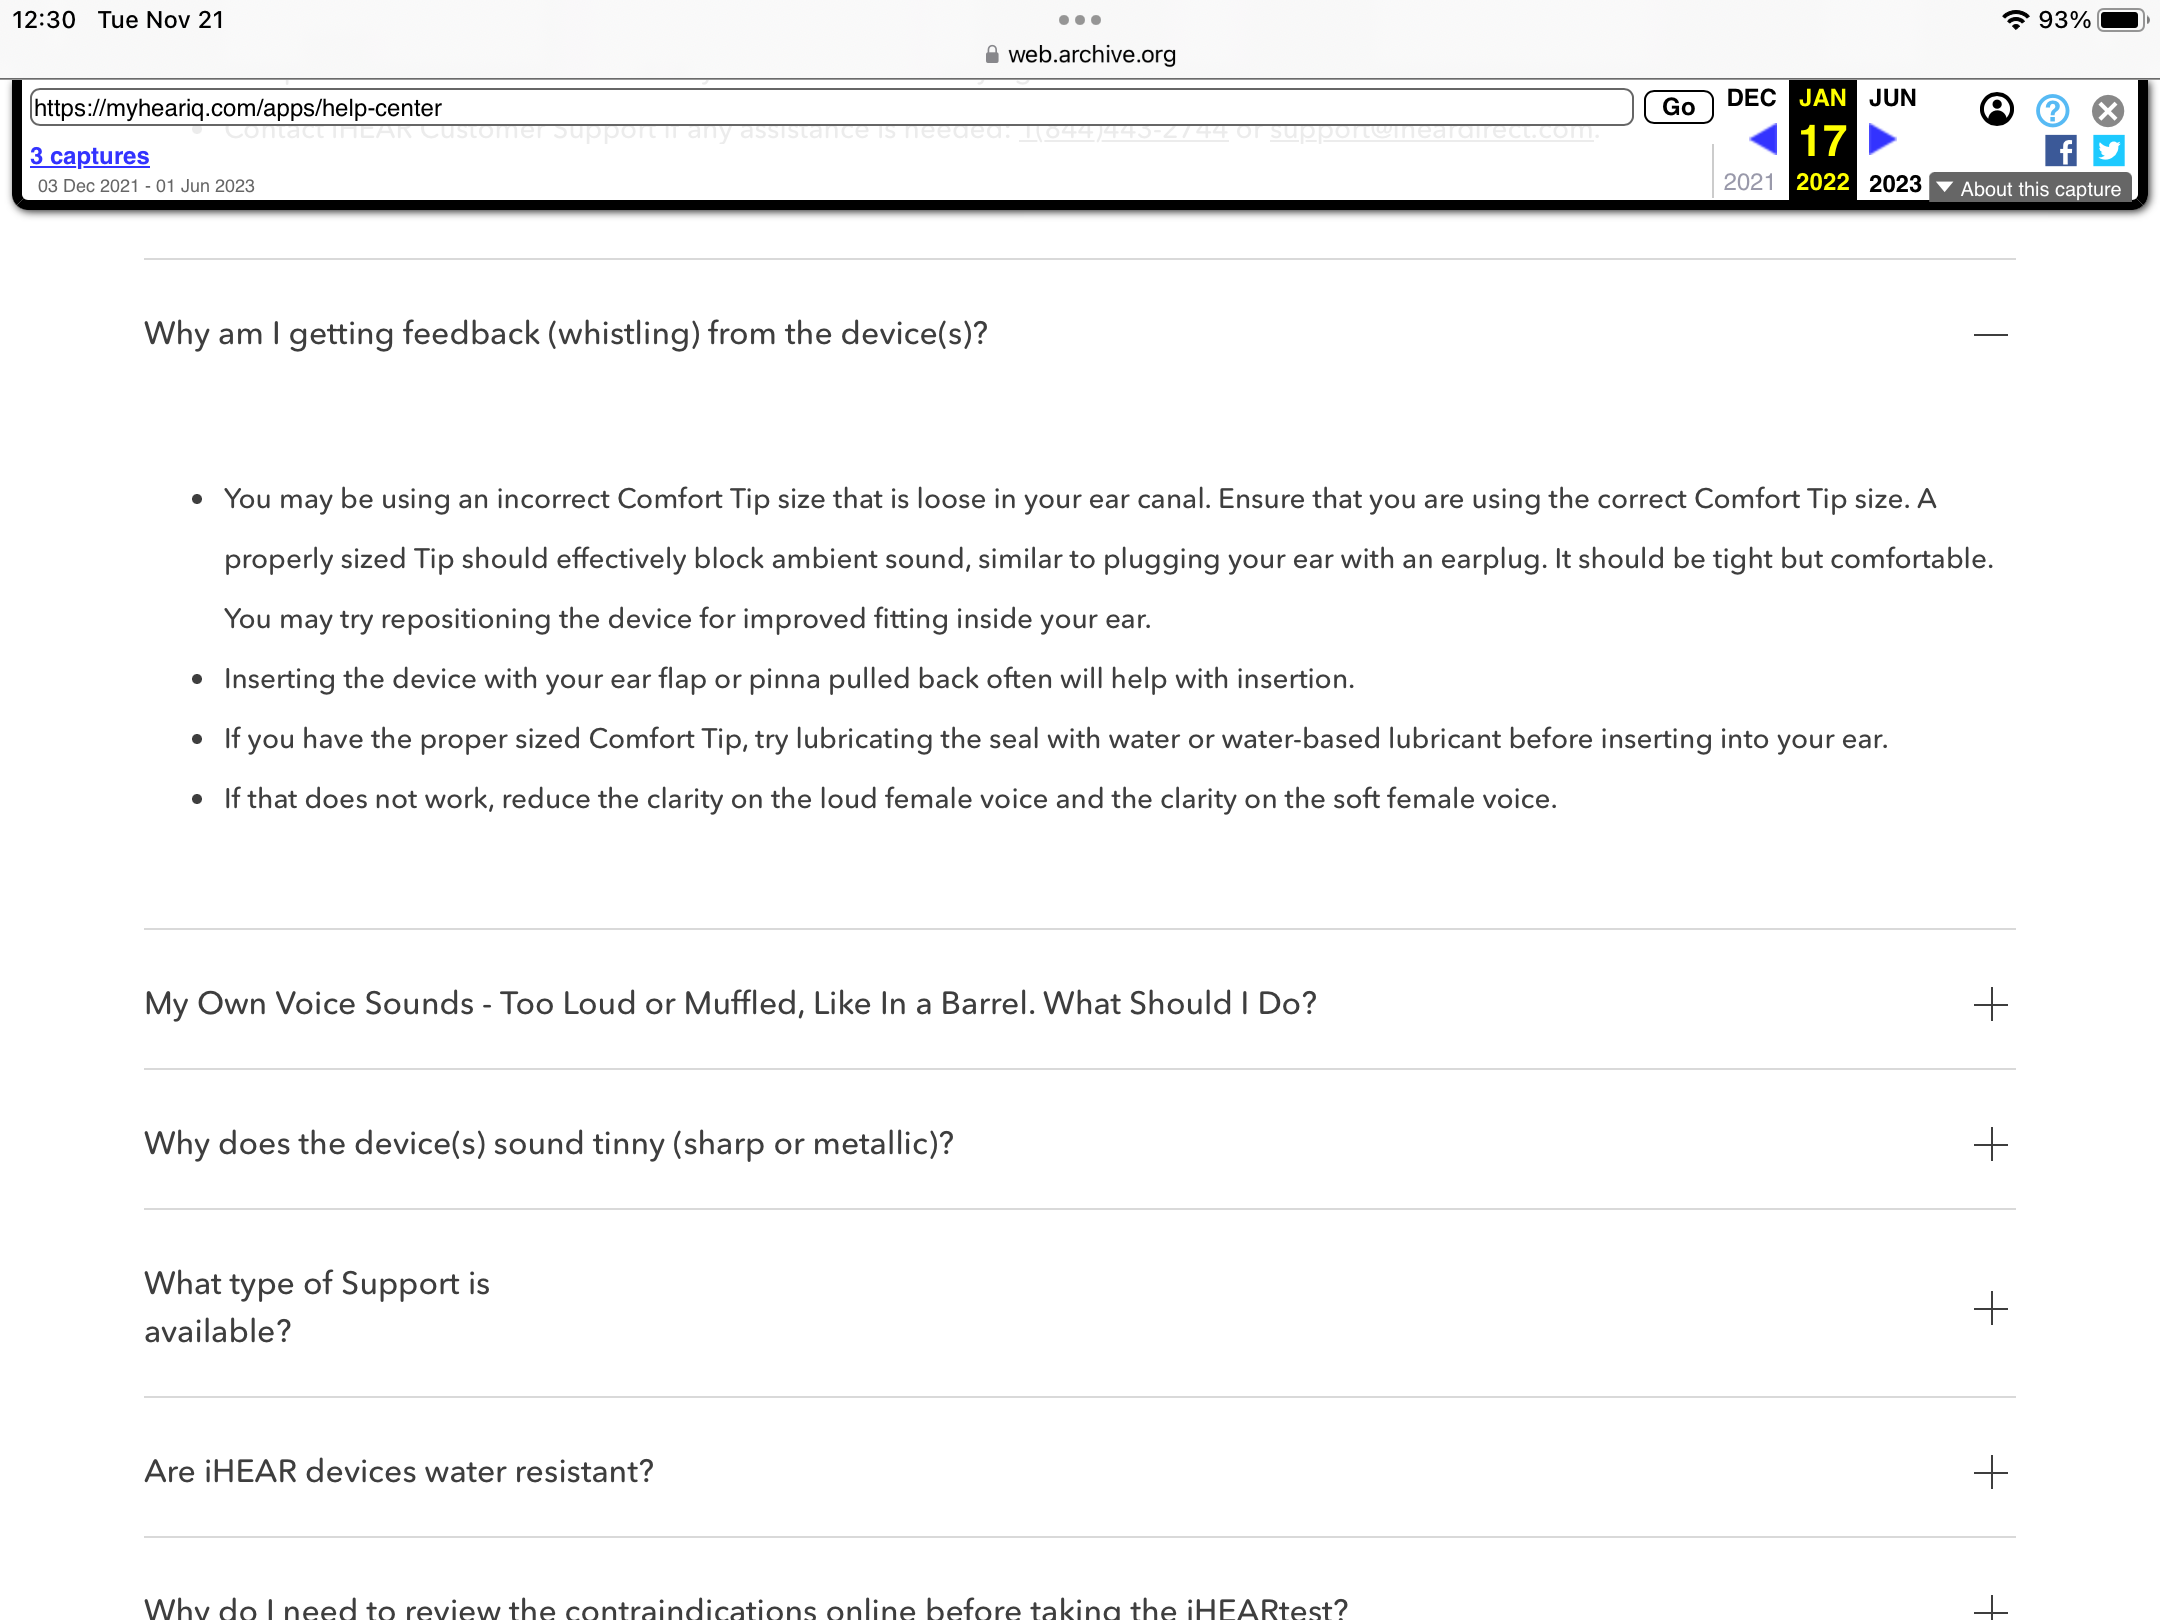 12:30 Tue Nov 21
93%
web.archive.org
https://myheariq.com/apps/help-center
Go
DEC JAN JUN
Contact iHEAR Customer Support if any assistance is needed: 1(844)443-2744 or support@iheardirect.com.
17
3 captures
03 Dec 2021 - 01 Jun 2023
2021 2022 2023
About this capture
Why am I getting feedback (whistling) from the device(s)?
• You may be using an incorrect Comfort Tip size that is loose in your ear canal. Ensure that you are using the correct Comfort Tip size. A
properly sized Tip should effectively block ambient sound, similar to plugging your ear with an earplug. It should be tight but comfortable.
You may try repositioning the device for improved fitting inside your ear.
• Inserting the device with your ear flap or pinna pulled back often will help with insertion.
• If you have the proper sized Comfort Tip, try lubricating the seal with water or water-based lubricant before inserting into your ear.
• If that does not work, reduce the clarity on the loud female voice and the clarity on the soft female voice.
My Own Voice Sounds - Too Loud or Muffled, Like In a Barrel. What Should I Do?
Why does the device(s) sound tinny (sharp or metallic)?
What type of Support is
available?
Are iHEAR devices water resistant?
Why do I need to review the contraindications online before taking the iHEARtest?